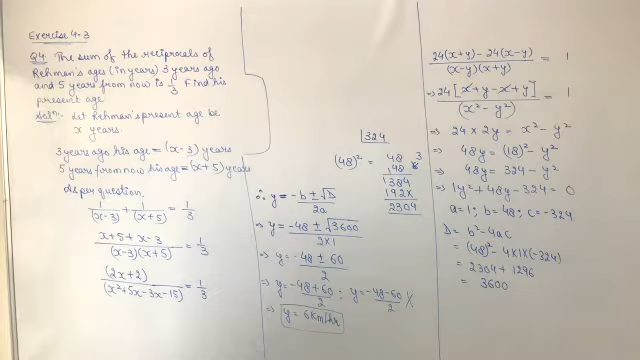 Exercise 4.3
Q4. The sum of the reciprocals of
Rehman's ages (in years) 3 years ago
and 5 years from now is 1/3. Find his
present age.
Solⁿ: Let Rehman's present age be
x years.
3 years ago his age = (x-3) years
5 years from now his age = (x+5) years
As per question,
1/(x-3) + 1/(x+5) = 1/3
x+5+x-3/(x-3)(x+5) = 1/3
(2x+2)/(x²+5x-3x-15) = 1/3
324
(48)² = 48
48
384
192x
2304
∴ y = -b ± √D/2a
⇒ y = -48 ± √3600/2x1
⇒ y = -48 ± 60/2
⇒ y = -48+60/2 ; y = -48-60/2 X
⇒ y = 6 km/hr
24(x+y) - 24(x-y)/(x-y)(x+y) = 1
⇒ 24[x+y-x+y]/(x²-y²) = 1
⇒ 24 x 2y = x² - y²
⇒ 48y = (18)² - y²
⇒ 48y = 324 - y²
⇒ 1y² + 48y - 324 = 0
a=1; b=48; c=-324
D = b² - 4ac
= (48)² - 4x1x(-324)
= 2304 + 1296
= 3600